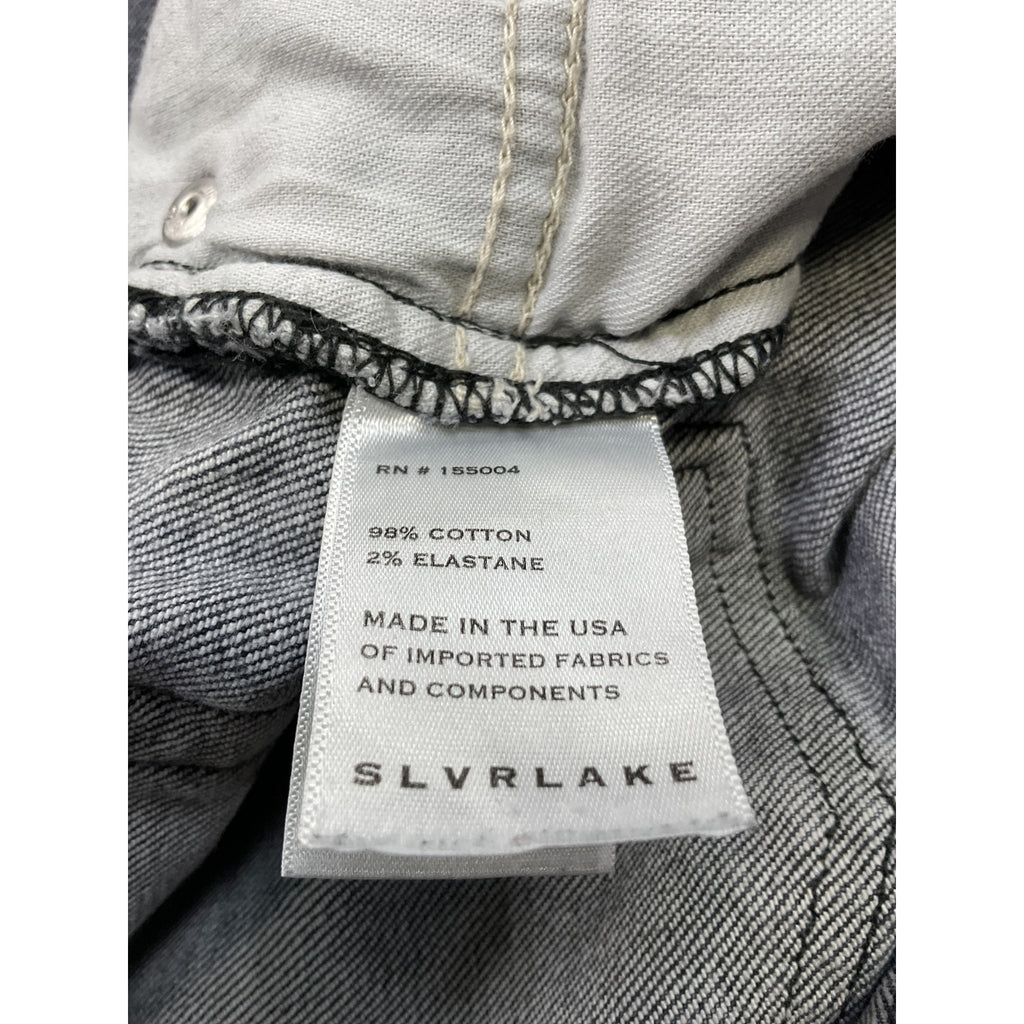 RN # 155004
98% COTTON
2% ELASTANE
MADE IN THE USA
OF IMPORTED FABRICS
AND COMPONENTS
SLVRLAKE